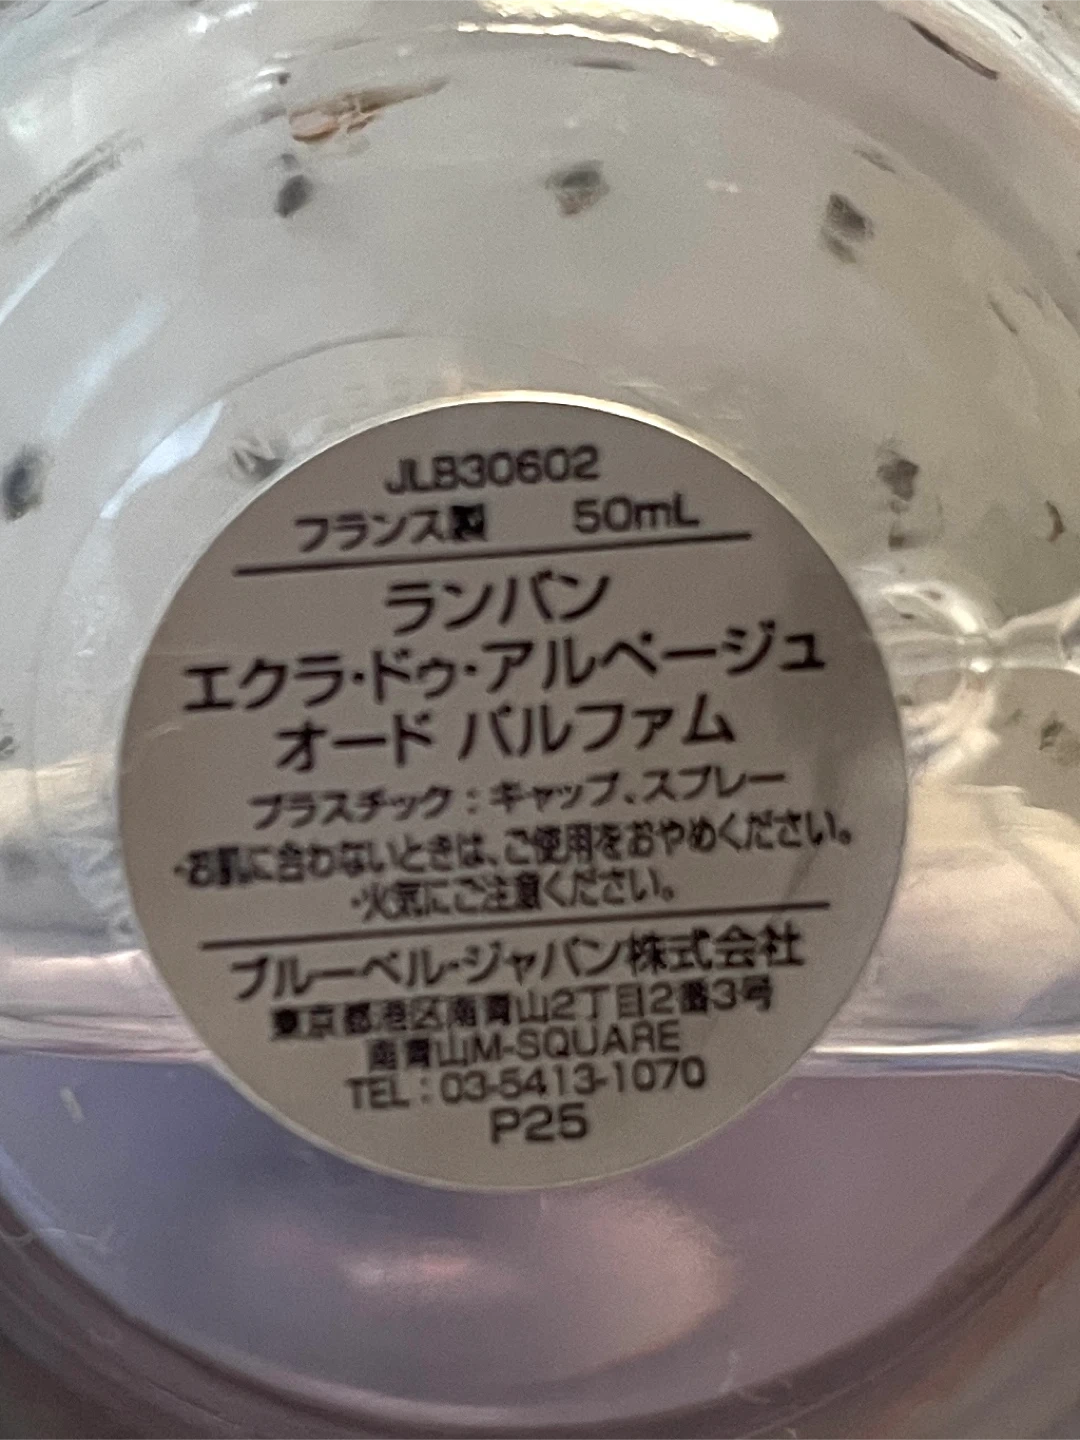 JLB30602
フランス製 50mL
ランバン
エクラ・ドゥ・アルページュ
オード パルファム
プラスチック：キャップ、スプレー
・お肌に合わないときは、ご使用をおやめください。
・火気にご注意ください。
ブルーベル・ジャパン株式会社
東京都港区南青山2丁目2番3号
南青山M-SQUARE
TEL：03-5413-1070
P25